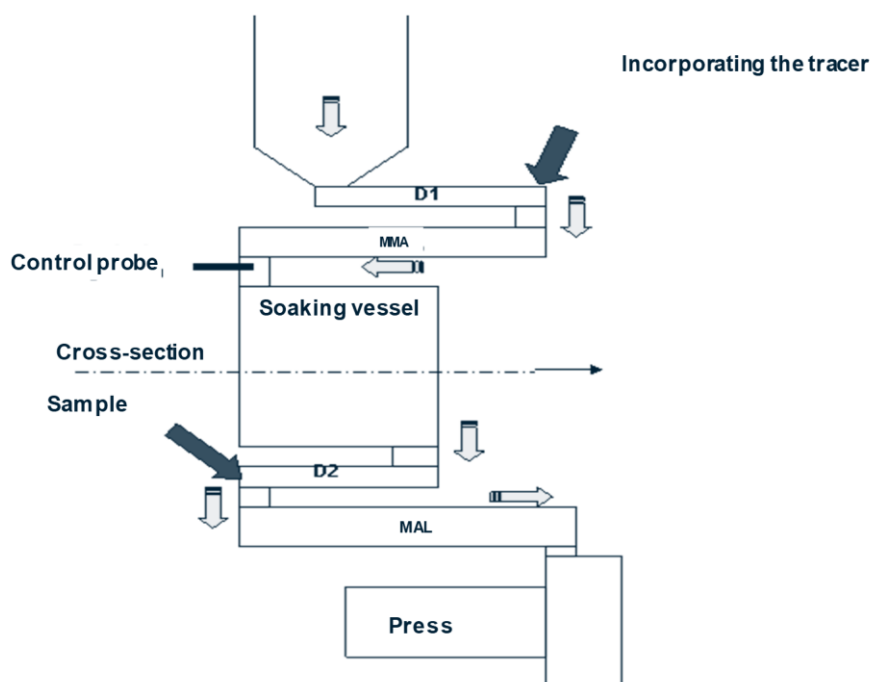 Incorporating the tracer
D1
MMA
Control probe
Soaking vessel
Cross-section
Sample
D2
MAL
Press